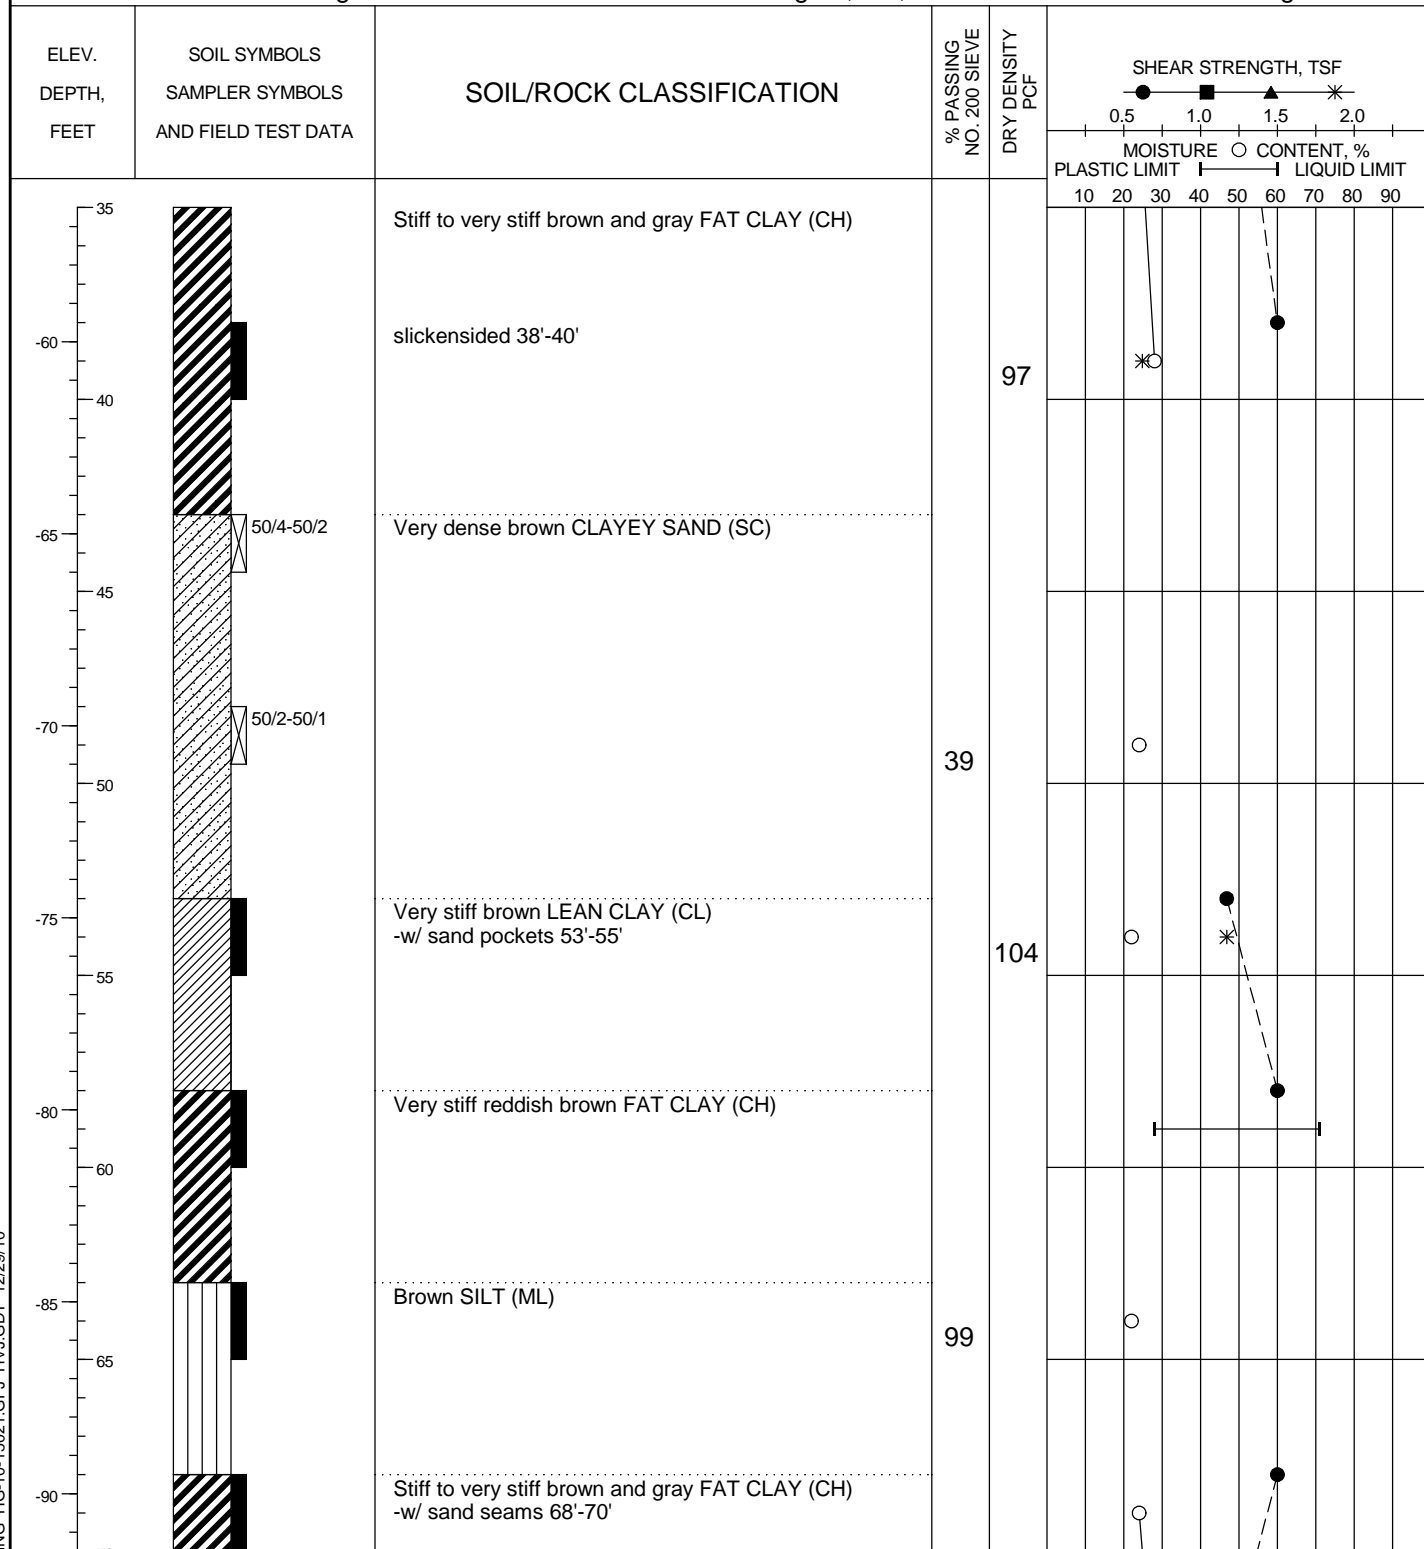 ELEV.
DEPTH,
FEET
SOIL SYMBOLS
SAMPLER SYMBOLS
AND FIELD TEST DATA
SOIL/ROCK CLASSIFICATION
% PASSING
NO. 200 SIEVE
DRY DENSITY
PCF
SHEAR STRENGTH, TSF
0.5 1.0 1.5 2.0
MOISTURE CONTENT, %
PLASTIC LIMIT LIQUID LIMIT
10 20 30 40 50 60 70 80 90
35
Stiff to very stiff brown and gray FAT CLAY (CH)
-60
slickensided 38'-40'
97
40
-65
50/4-50/2
Very dense brown CLAYEY SAND (SC)
45
-70
50/2-50/1
39
50
-75
Very stiff brown LEAN CLAY (CL)
-w/ sand pockets 53'-55'
104
55
-80
Very stiff reddish brown FAT CLAY (CH)
60
-85
Brown SILT (ML)
99
65
-90
Stiff to very stiff brown and gray FAT CLAY (CH)
-w/ sand seams 68'-70'